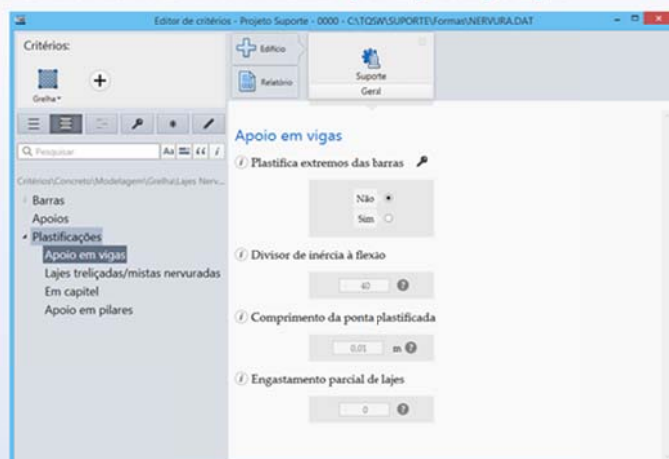 Editor de critérios - Projeto Suporte - 0000 - C:\TQSW\SUPORTE\Formas\NERVURA.DAT
Critérios:
Grelha
Edifício
Relatório
Suporte
Geral
Pesquisar
Aa
Critérios\Concreto\Modelagem\Grelha\Lajes Nerv...
Barras
Apoios
Plastificações
Apoio em vigas
Lajes treliçadas/mistas nervuradas
Em capitel
Apoio em pilares
Apoio em vigas
Plastifica extremos das barras
Não
Sim
Divisor de inércia à flexão
40
Comprimento da ponta plastificada
0,01 m
Engastamento parcial de lajes
0